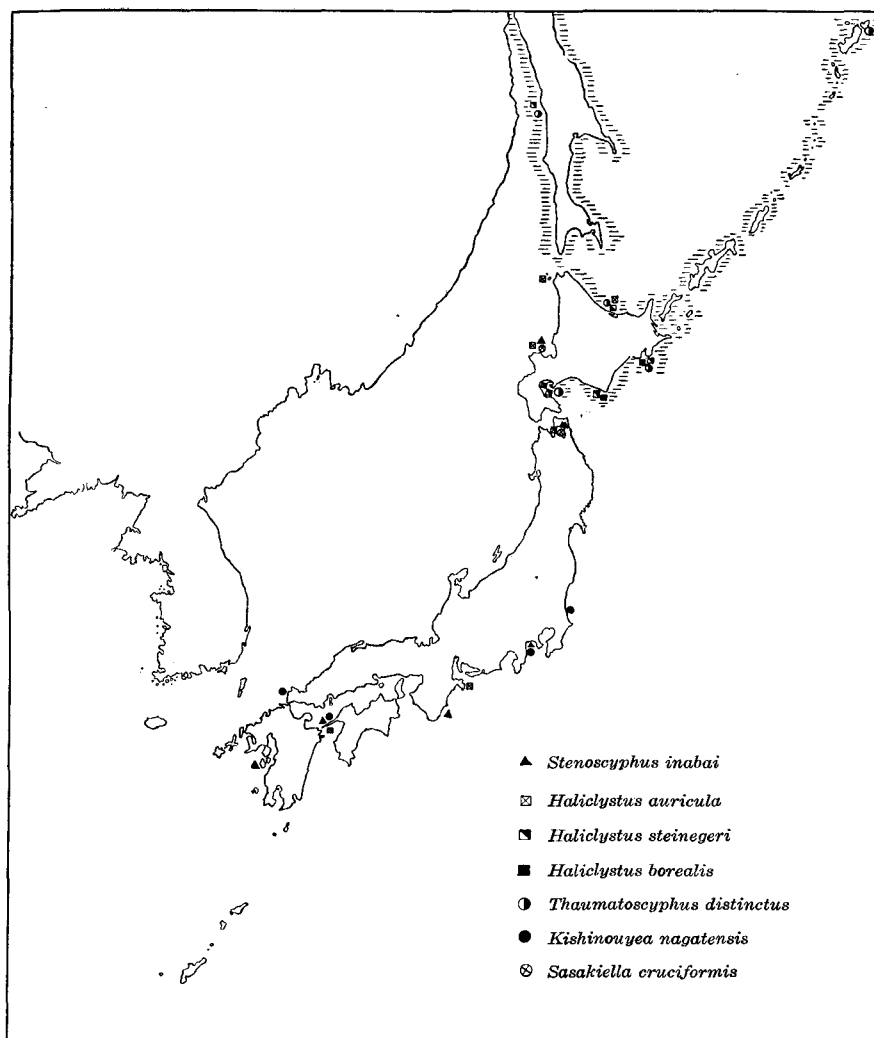 Stenoscyphus inabai
Haliclystus auricula
Haliclystus steinegeri
Haliclystus borealis
Thaumatoscyphus distinctus
Kishinouyea nagatensis
Sasakiella cruciformis